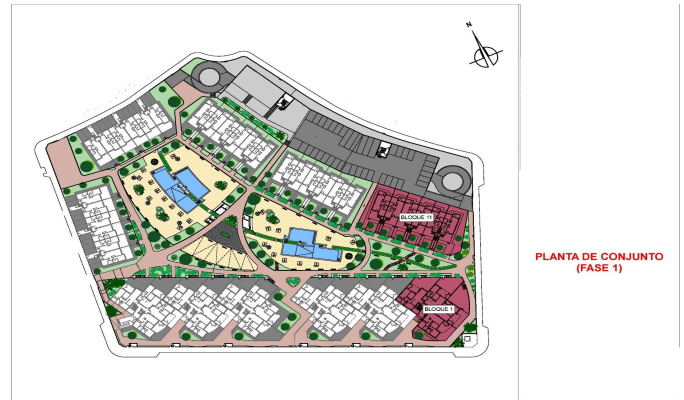 N
BLOQUE 11
PLANTA DE CONJUNTO
(FASE 1)
BLOQUE 1